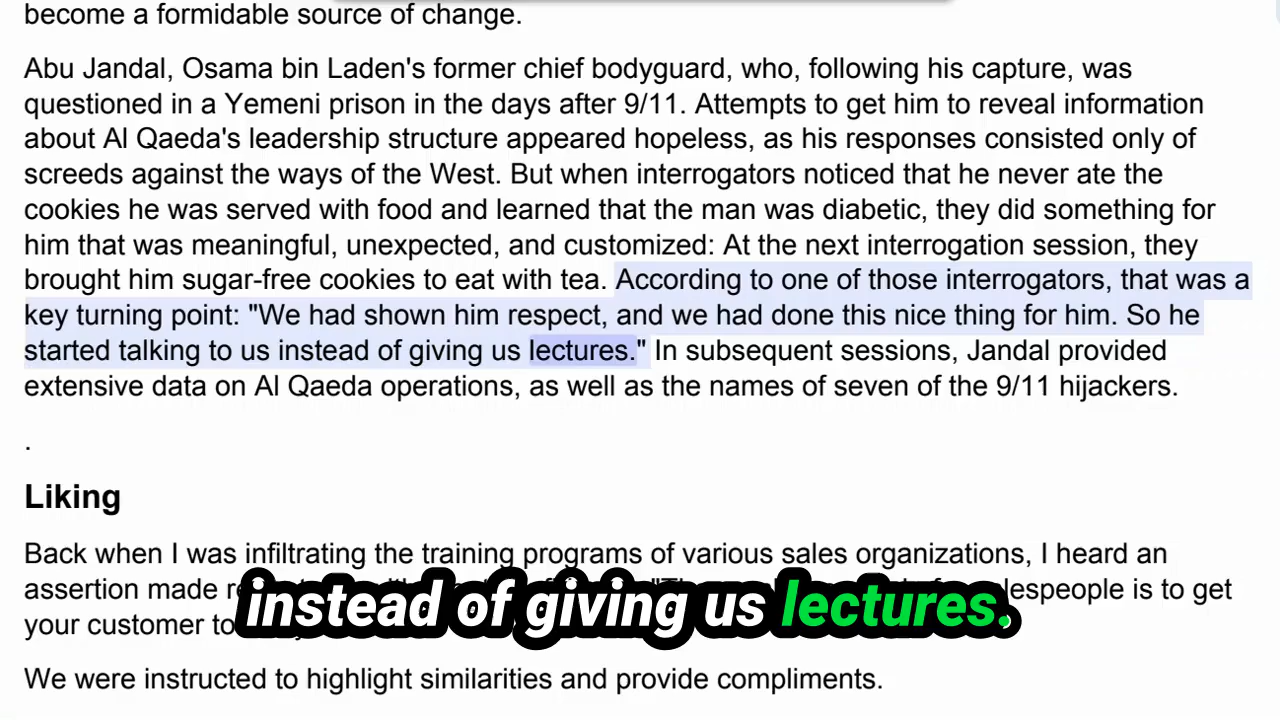 become a formidable source of change.
Abu Jandal, Osama bin Laden's former chief bodyguard, who, following his capture, was
questioned in a Yemeni prison in the days after 9/11. Attempts to get him to reveal information
about Al Qaeda's leadership structure appeared hopeless, as his responses consisted only of
screeds against the ways of the West. But when interrogators noticed that he never ate the
cookies he was served with food and learned that the man was diabetic, they did something for
him that was meaningful, unexpected, and customized: At the next interrogation session, they
brought him sugar-free cookies to eat with tea. According to one of those interrogators, that was a
key turning point: "We had shown him respect, and we had done this nice thing for him. So he
started talking to us instead of giving us lectures." In subsequent sessions, Jandal provided
extensive data on Al Qaeda operations, as well as the names of seven of the 9/11 hijackers.
.
Liking
Back when I was infiltrating the training programs of various sales organizations, I heard an
assertion made is to get
your customer
instead of giving us lectures.
We were instructed to highlight similarities and provide compliments.